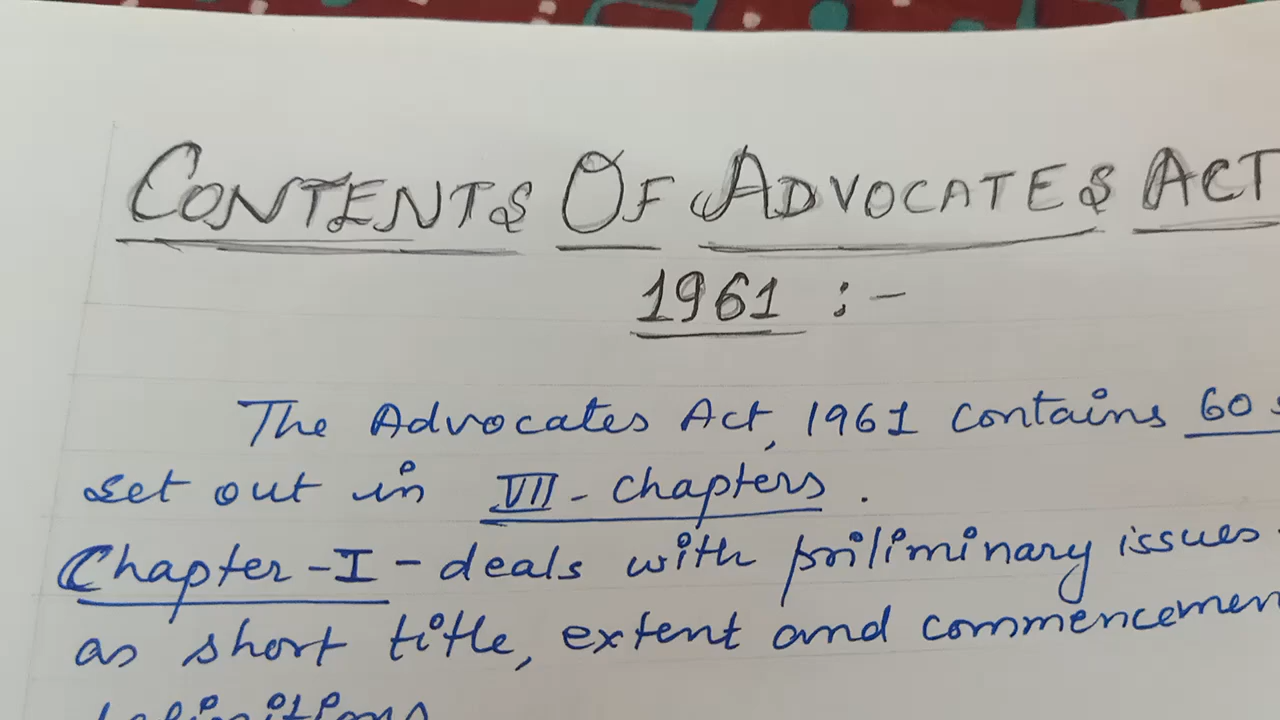 CONTENTS OF ADVOCATES ACT
1961 :-
The Advocates Act, 1961 contains 60
set out in VII - chapters .
Chapter - I - deals with priliminary issues
as short title, extent and commencemen